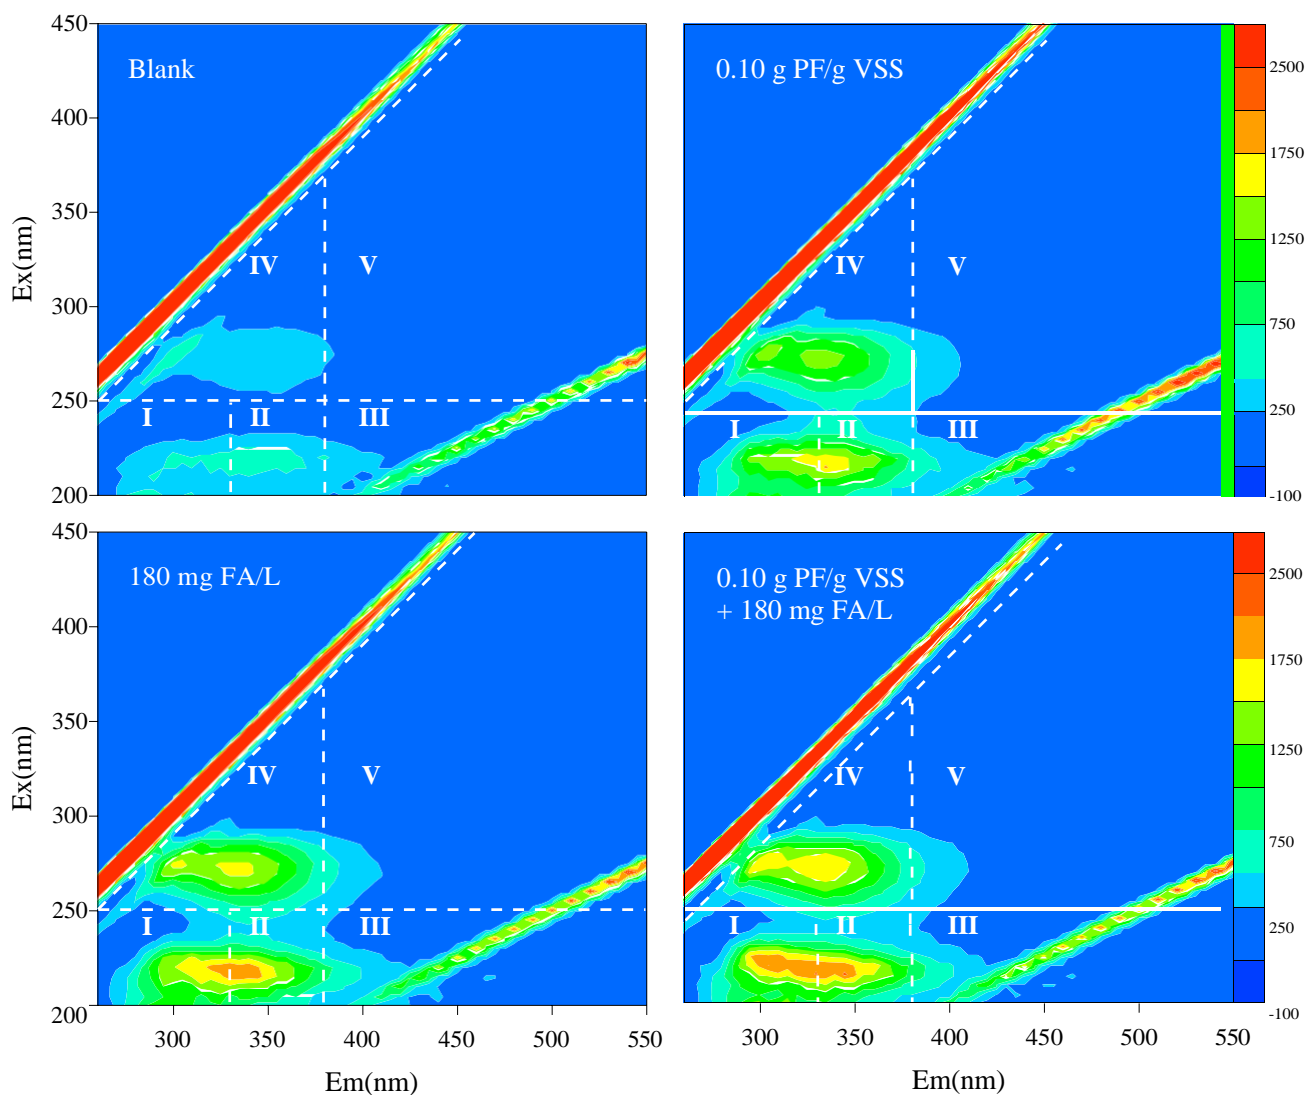 450
400
350
300
250
200
Ex(nm)
Blank
IV
V
I
II
III
0.10 g PF/g VSS
IV
V
I
II
III
2500
1750
1250
750
250
-100
450
400
350
300
250
200
Ex(nm)
180 mg FA/L
IV
V
I
II
III
300
350
400
450
500
550
Em(nm)
0.10 g PF/g VSS
+ 180 mg FA/L
IV
V
I
II
III
300
350
400
450
500
550
Em(nm)
2500
1750
1250
750
250
-100